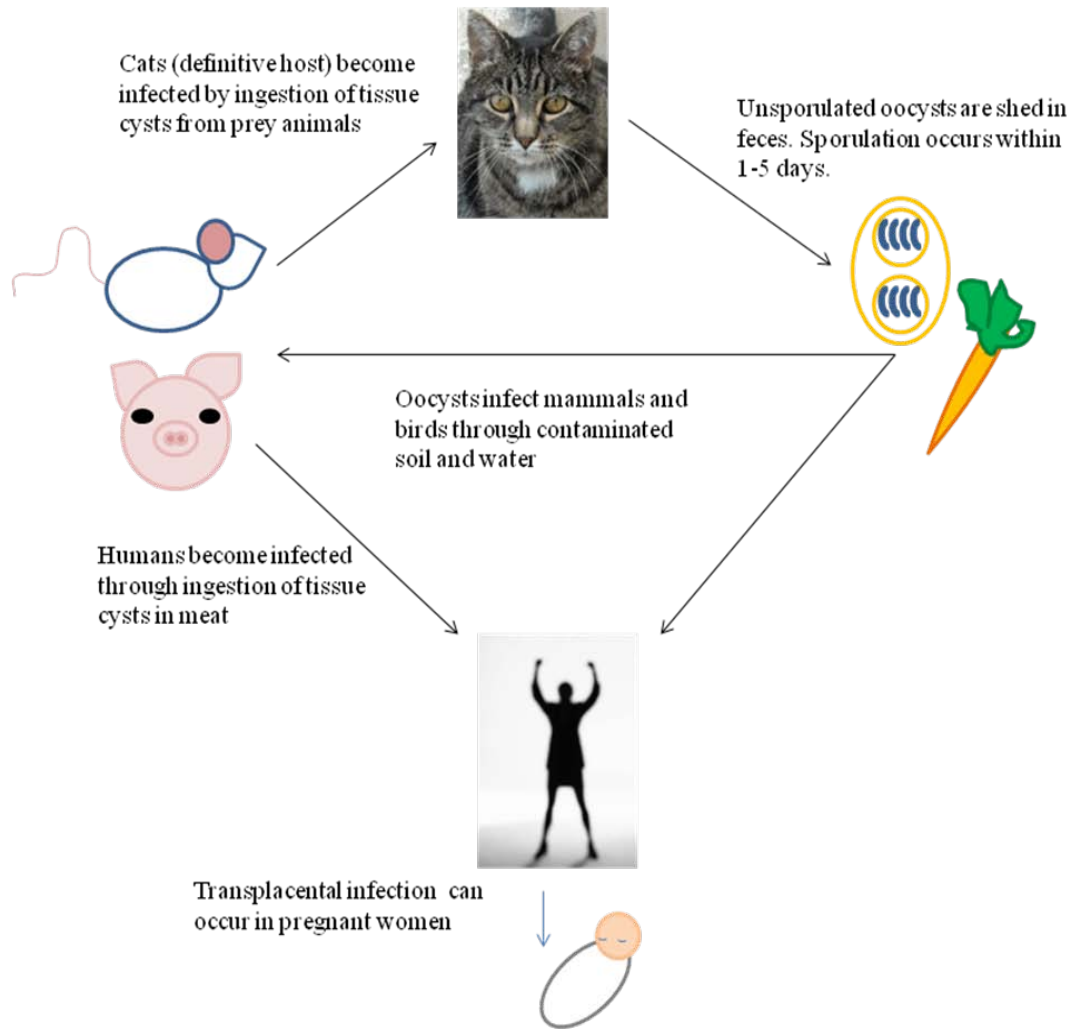 Cats (definitive host) become
infected by ingestion of tissue
cysts from prey animals
Unsporulated oocysts are shed in
feces. Sporulation occurs within
1-5 days.
Oocysts infect mammals and
birds through contaminated
soil and water
Humans become infected
through ingestion of tissue
cysts in meat
Transplacental infection can
occur in pregnant women